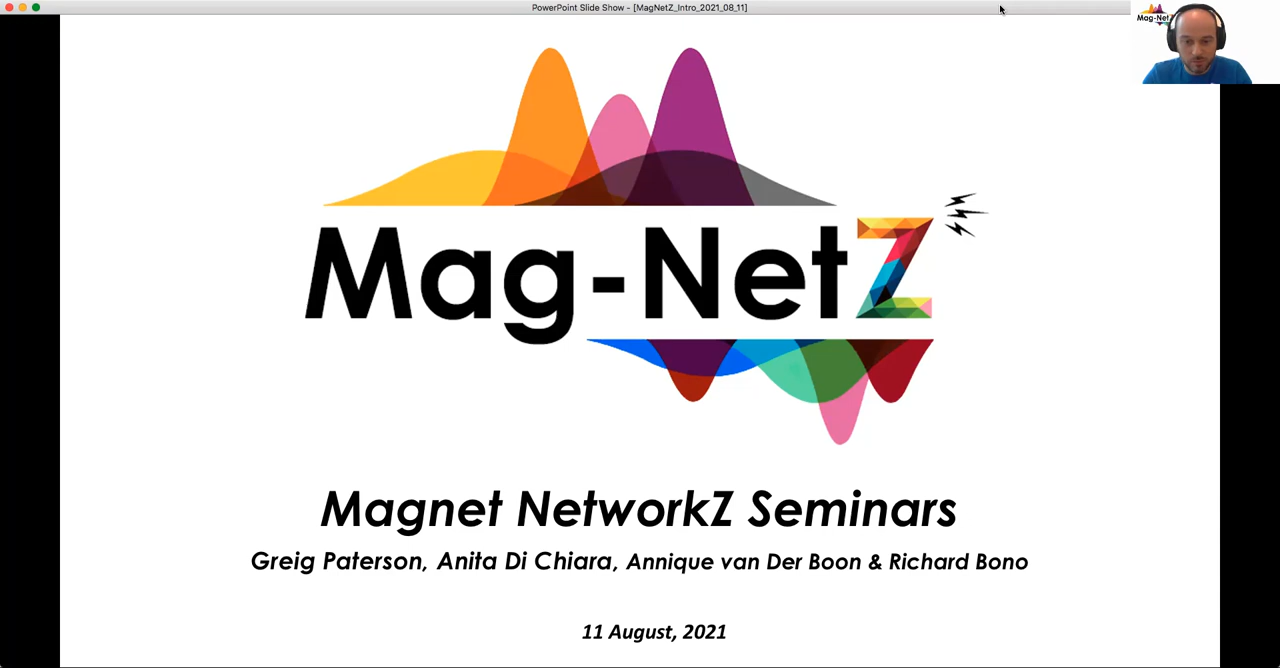 PowerPoint Slide Show - [MagNetZ_Intro_2021_08_11]
Mag-NetZ
Mag-NetZ
Magnet NetworkZ Seminars
Greig Paterson, Anita Di Chiara, Annique van Der Boon & Richard Bono
11 August, 2021